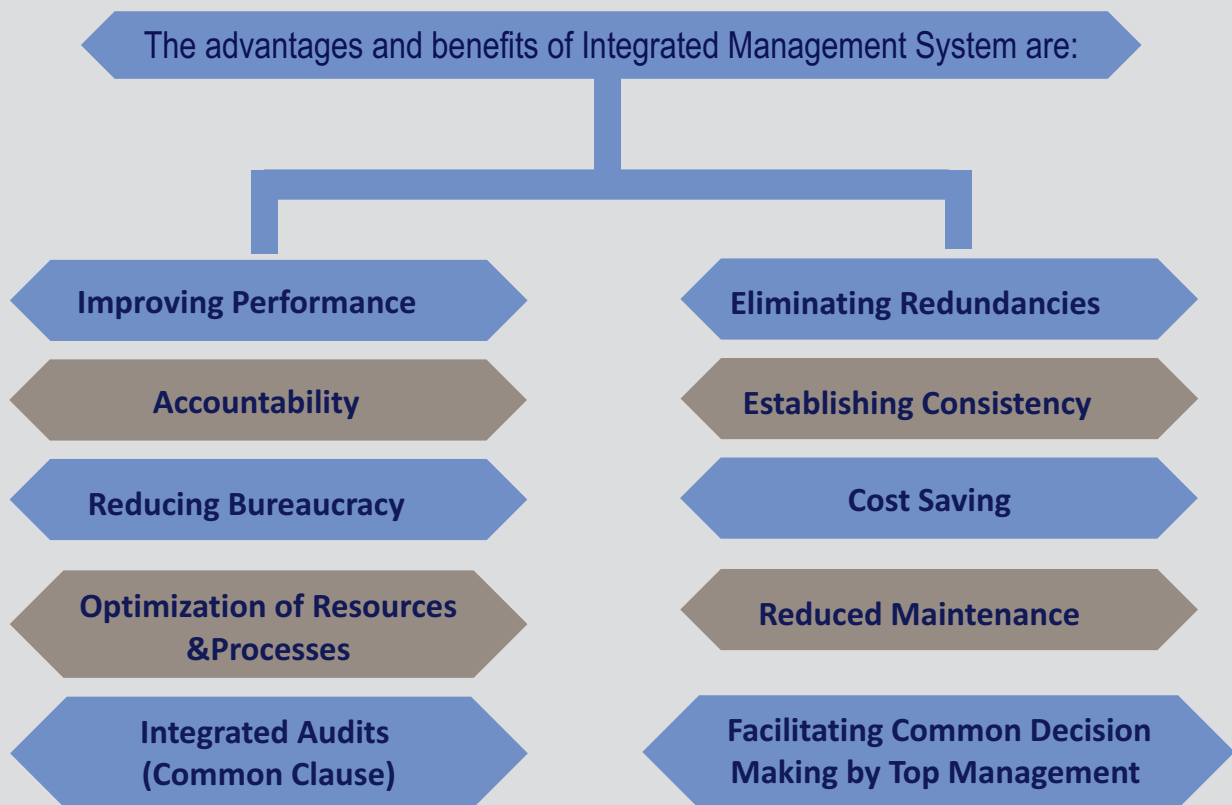 The advantages and benefits of Integrated Management System are:
Improving Performance
Accountability
Reducing Bureaucracy
Optimization of Resources
&Processes
Integrated Audits
(Common Clause)
Eliminating Redundancies
Establishing Consistency
Cost Saving
Reduced Maintenance
Facilitating Common Decision
Making by Top Management